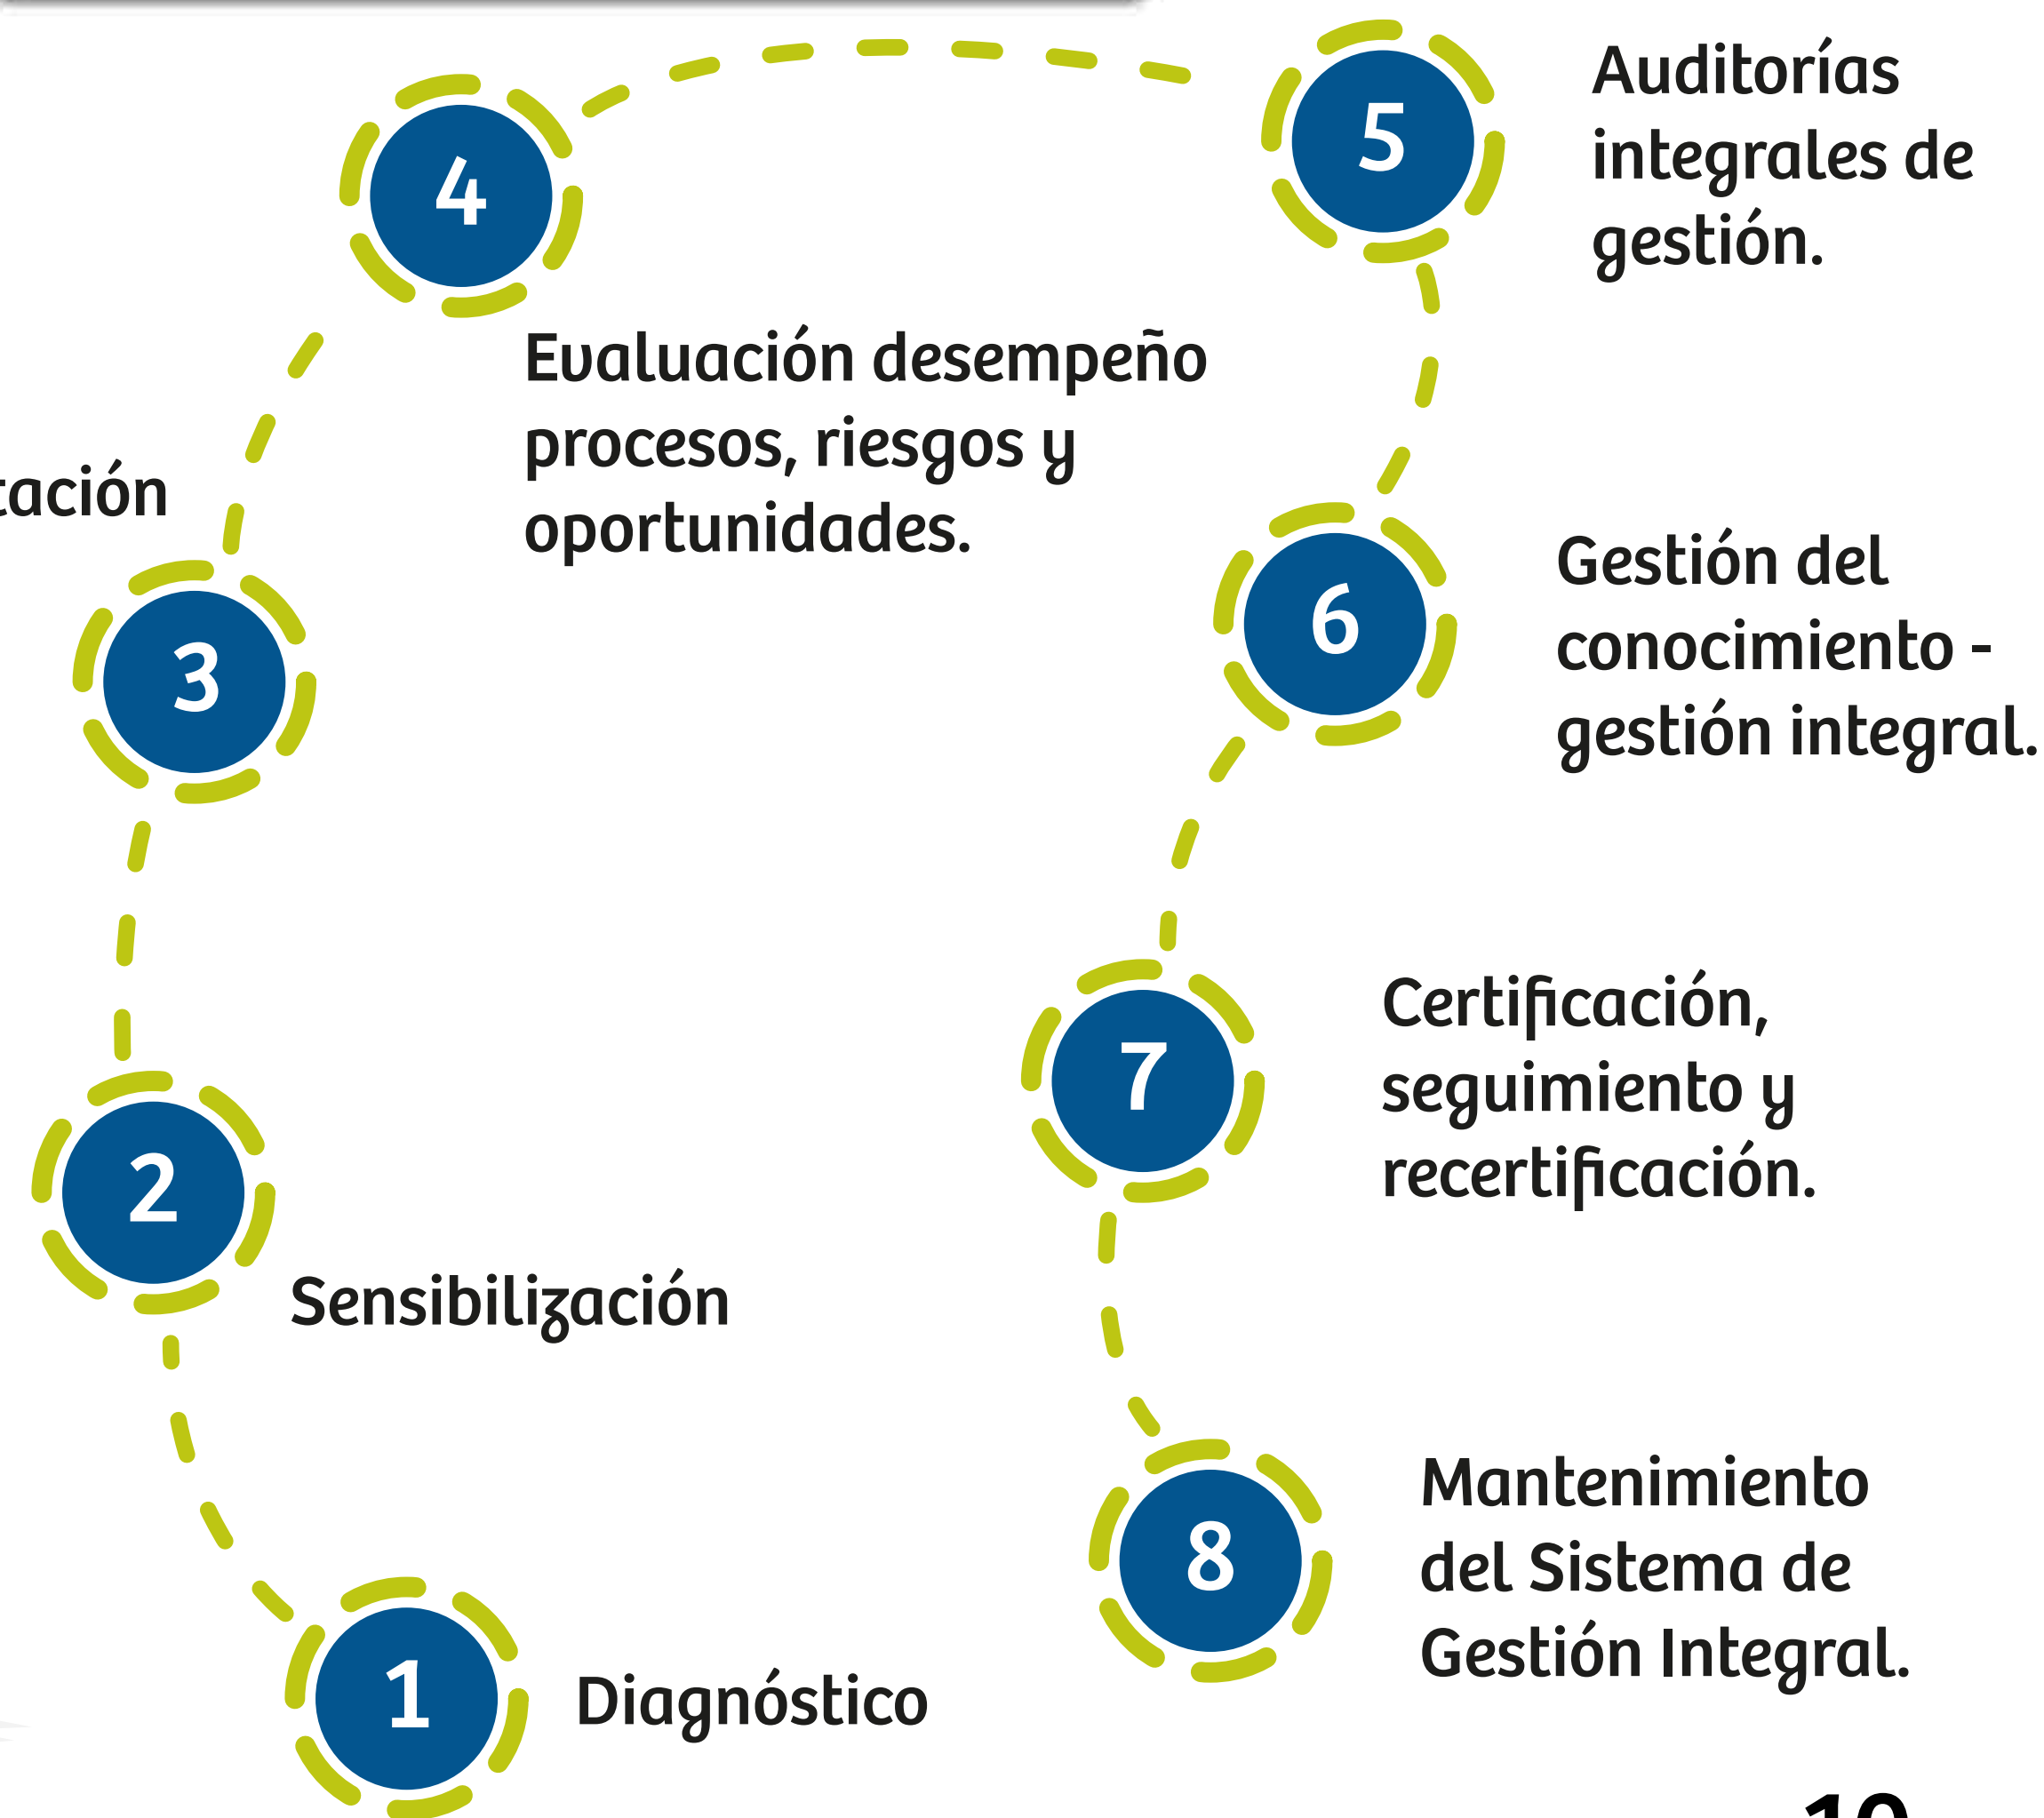 4
5
Auditorías
integrales de
gestión.
Evaluación desempeño
procesos, riesgos y
oportunidades.
3
6
Gestión del
conocimiento -
gestión integral.
7
Certificación,
seguimiento y
recertificación.
2
Sensibilización
8
Mantenimiento
del Sistema de
Gestión Integral.
1
Diagnóstico